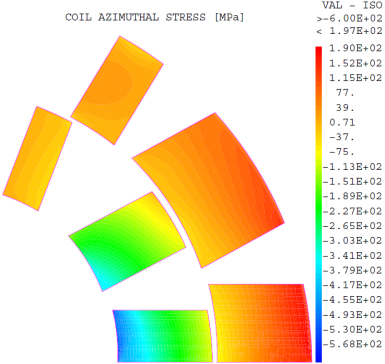 VAL - ISO
COIL AZIMUTHAL STRESS [MPa]
>-6.00E+02
< 1.97E+02
1.90E+02
1.52E+02
1.15E+02
77.
39.
0.71
-37.
-75.
-1.13E+02
-1.51E+02
-1.89E+02
-2.27E+02
-2.65E+02
-3.03E+02
-3.41E+02
-3.79E+02
-4.17E+02
-4.55E+02
-4.93E+02
-5.30E+02
-5.68E+02